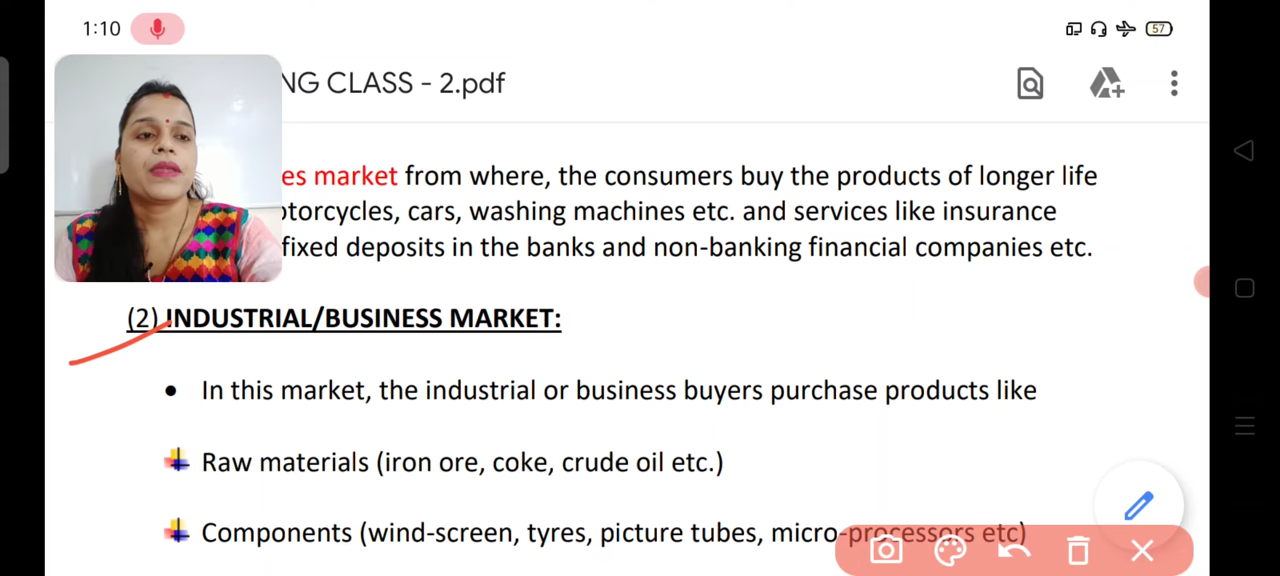 1:10
57
NG CLASS - 2.pdf
es market from where, the consumers buy the products of longer life
torcycles, cars, washing machines etc. and services like insurance
fixed deposits in the banks and non-banking financial companies etc.
(2) INDUSTRIAL/BUSINESS MARKET:
• In this market, the industrial or business buyers purchase products like
Raw materials (iron ore, coke, crude oil etc.)
Components (wind-screen, tyres, picture tubes, micro-processors etc)